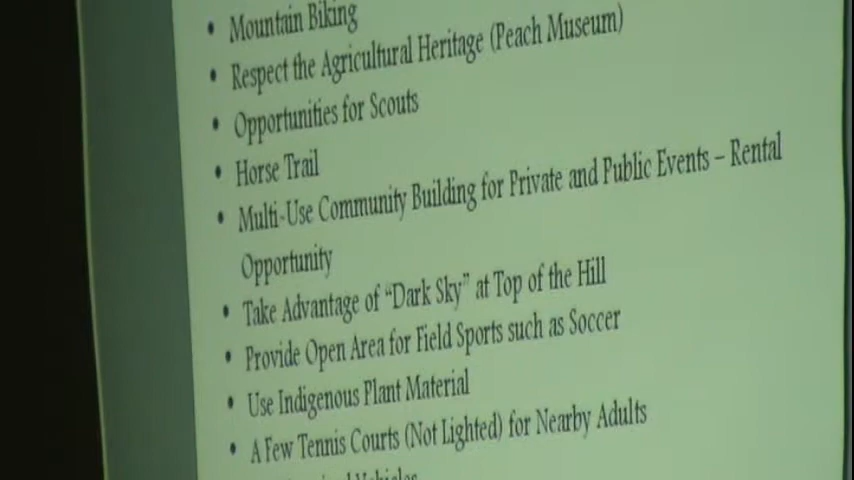 • Mountain Biking
• Respect the Agricultural Heritage (Peach Museum)
• Opportunities for Scouts
• Horse Trail
• Multi-Use Community Building for Private and Public Events – Rental
Opportunity
• Take Advantage of “Dark Sky” at Top of the Hill
• Provide Open Area for Field Sports such as Soccer
• Use Indigenous Plant Material
• A Few Tennis Courts (Not Lighted) for Nearby Adults
Vehicles